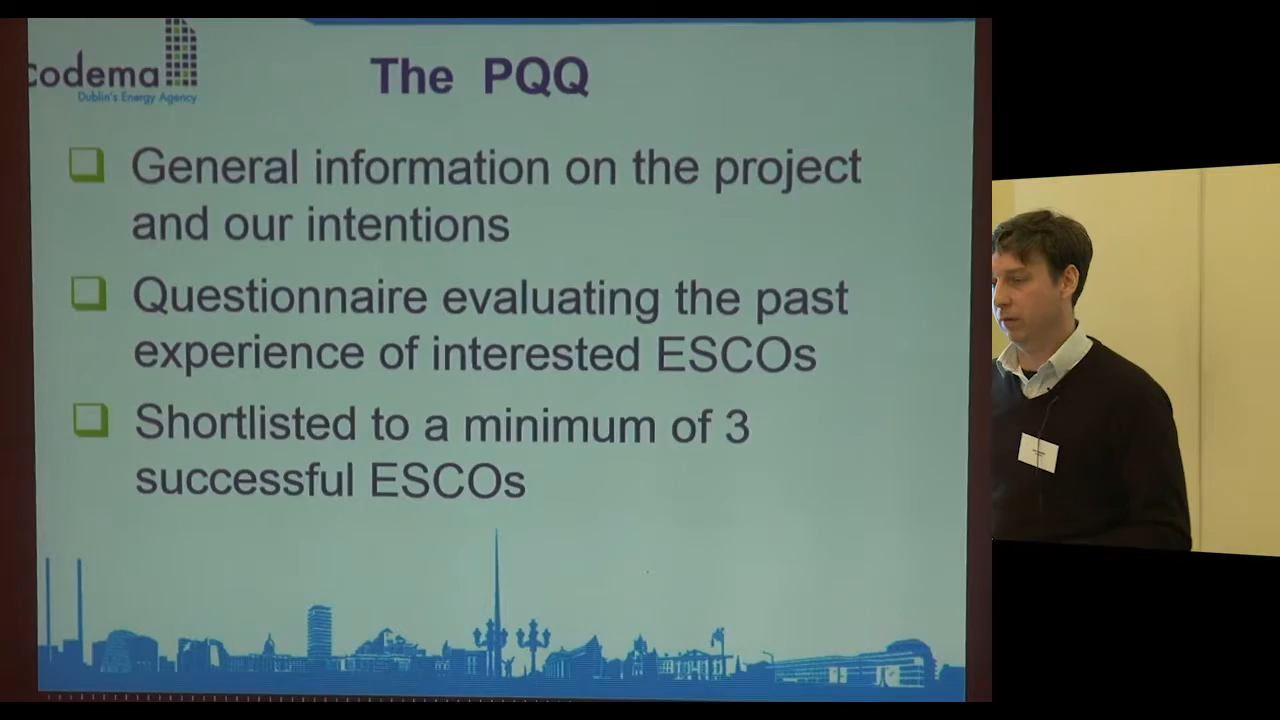 codema
Dublin's Energy Agency
The PQQ
General information on the project
and our intentions
Questionnaire evaluating the past
experience of interested ESCOs
Shortlisted to a minimum of 3
successful ESCOs